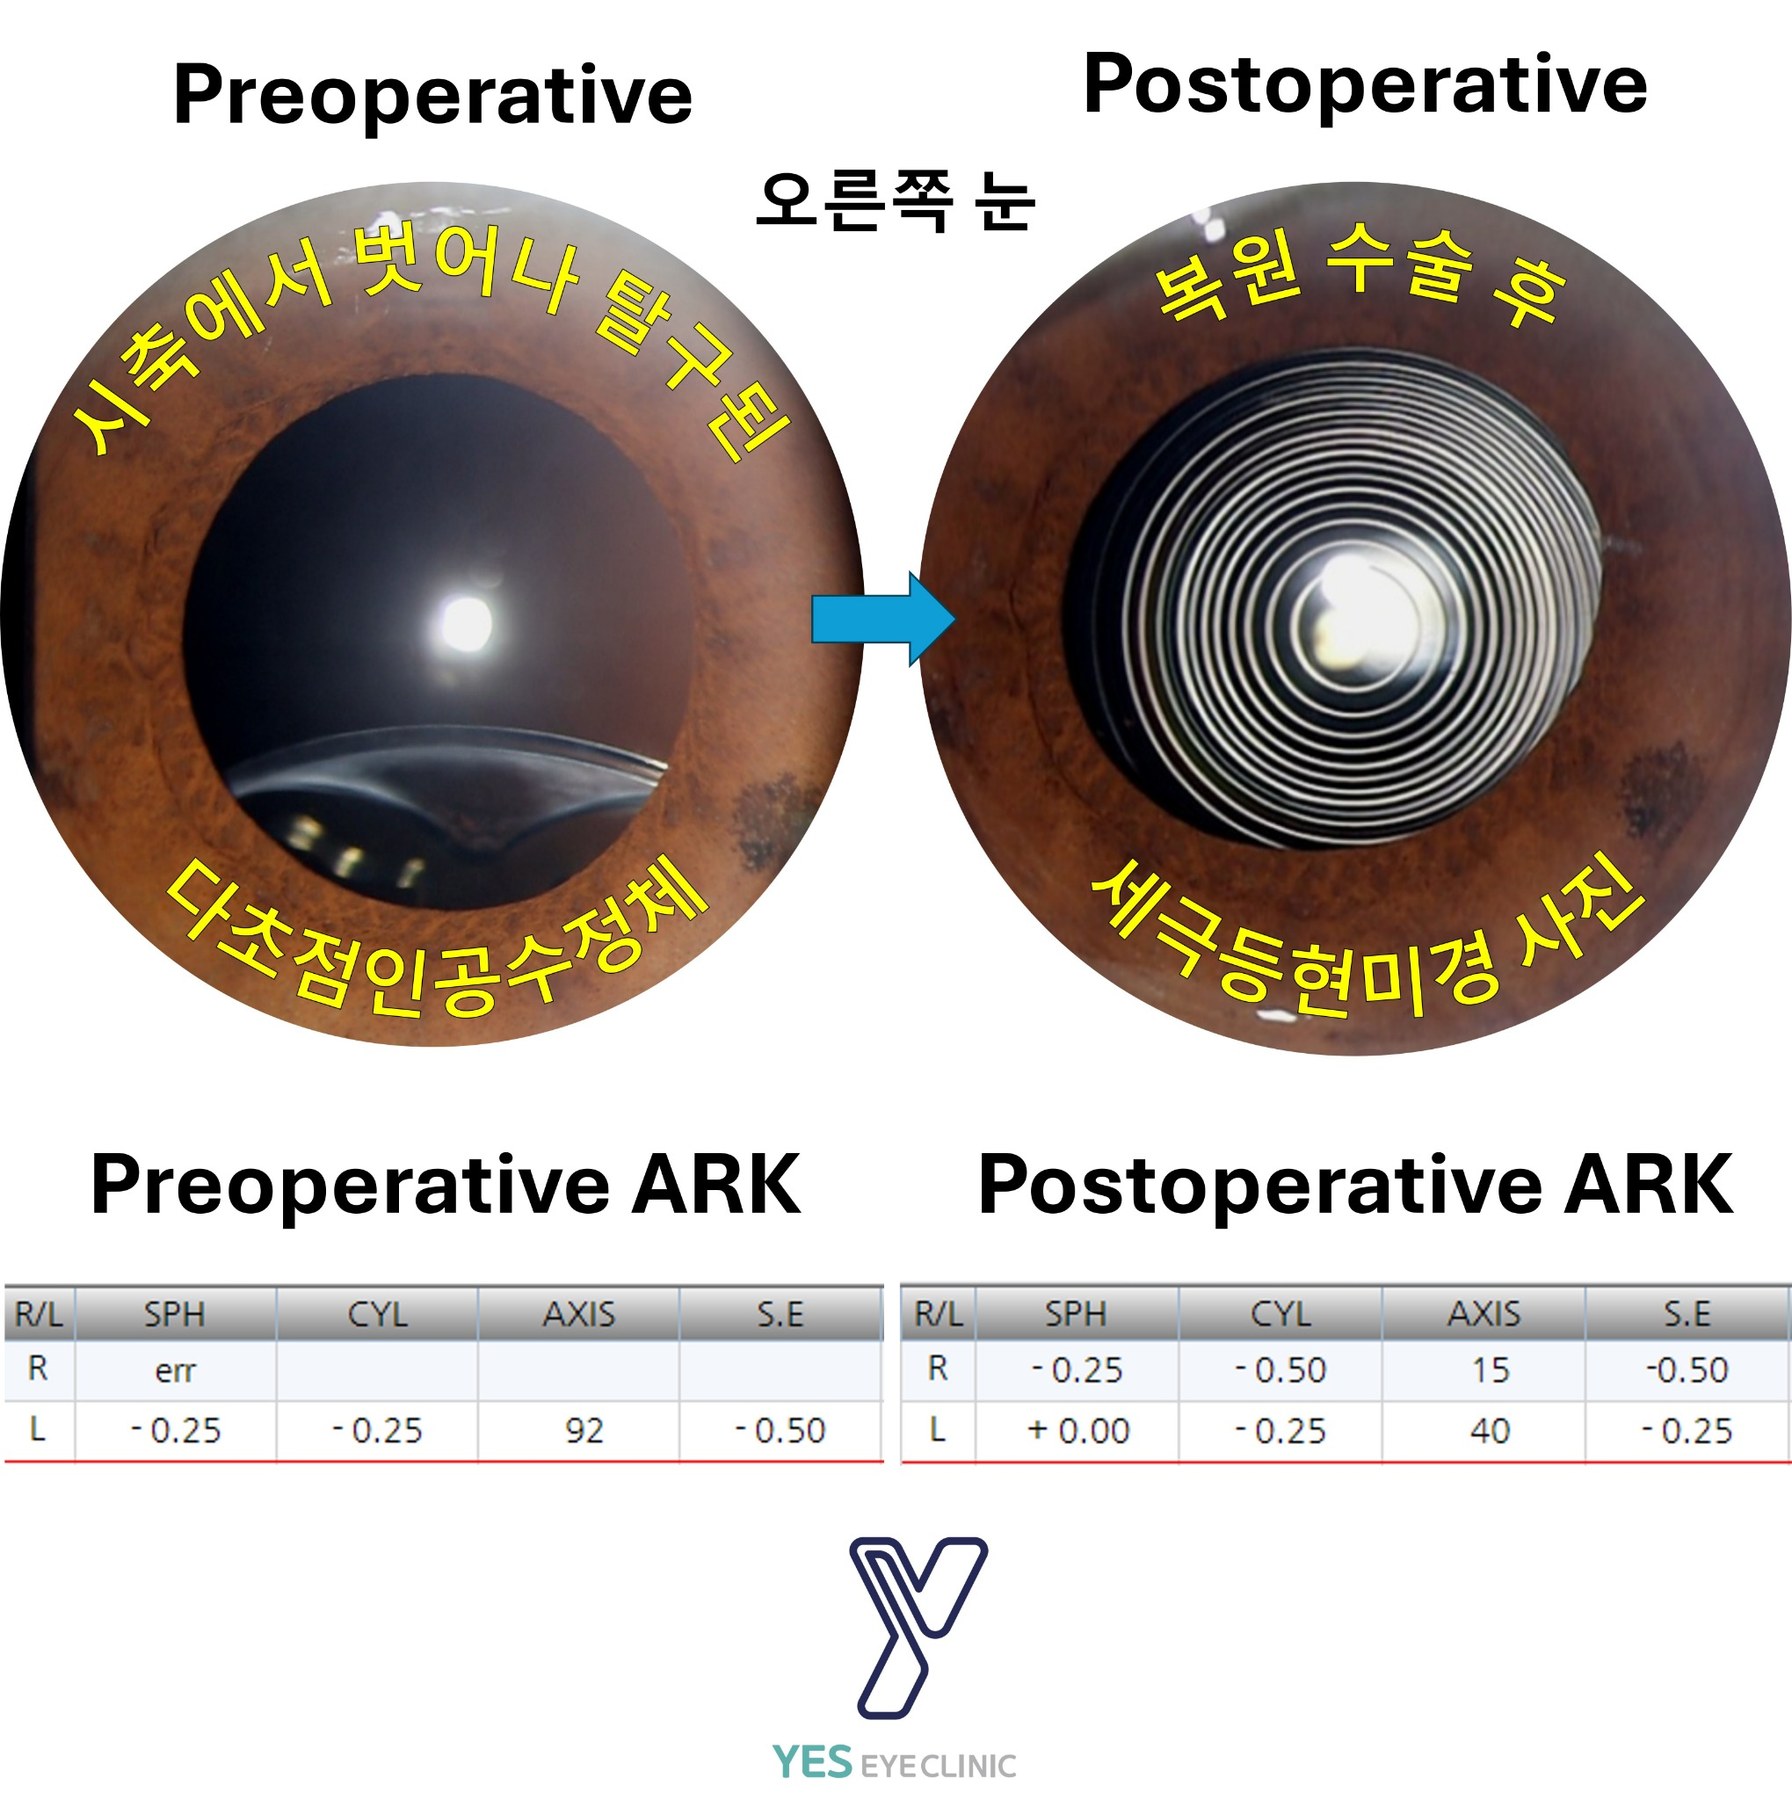 Preoperative
Postoperative
오른쪽 눈
시축에서 벗어나 탈구된
다초점인공수정체
복원 수술 후
세극등현미경 사진
Preoperative ARK
Postoperative ARK
R/L SPH CYL AXIS S.E
R err
L - 0.25 - 0.25 92 - 0.50
R/L SPH CYL AXIS S.E
R - 0.25 - 0.50 15 -0.50
L + 0.00 - 0.25 40 - 0.25
YES EYE CLINIC